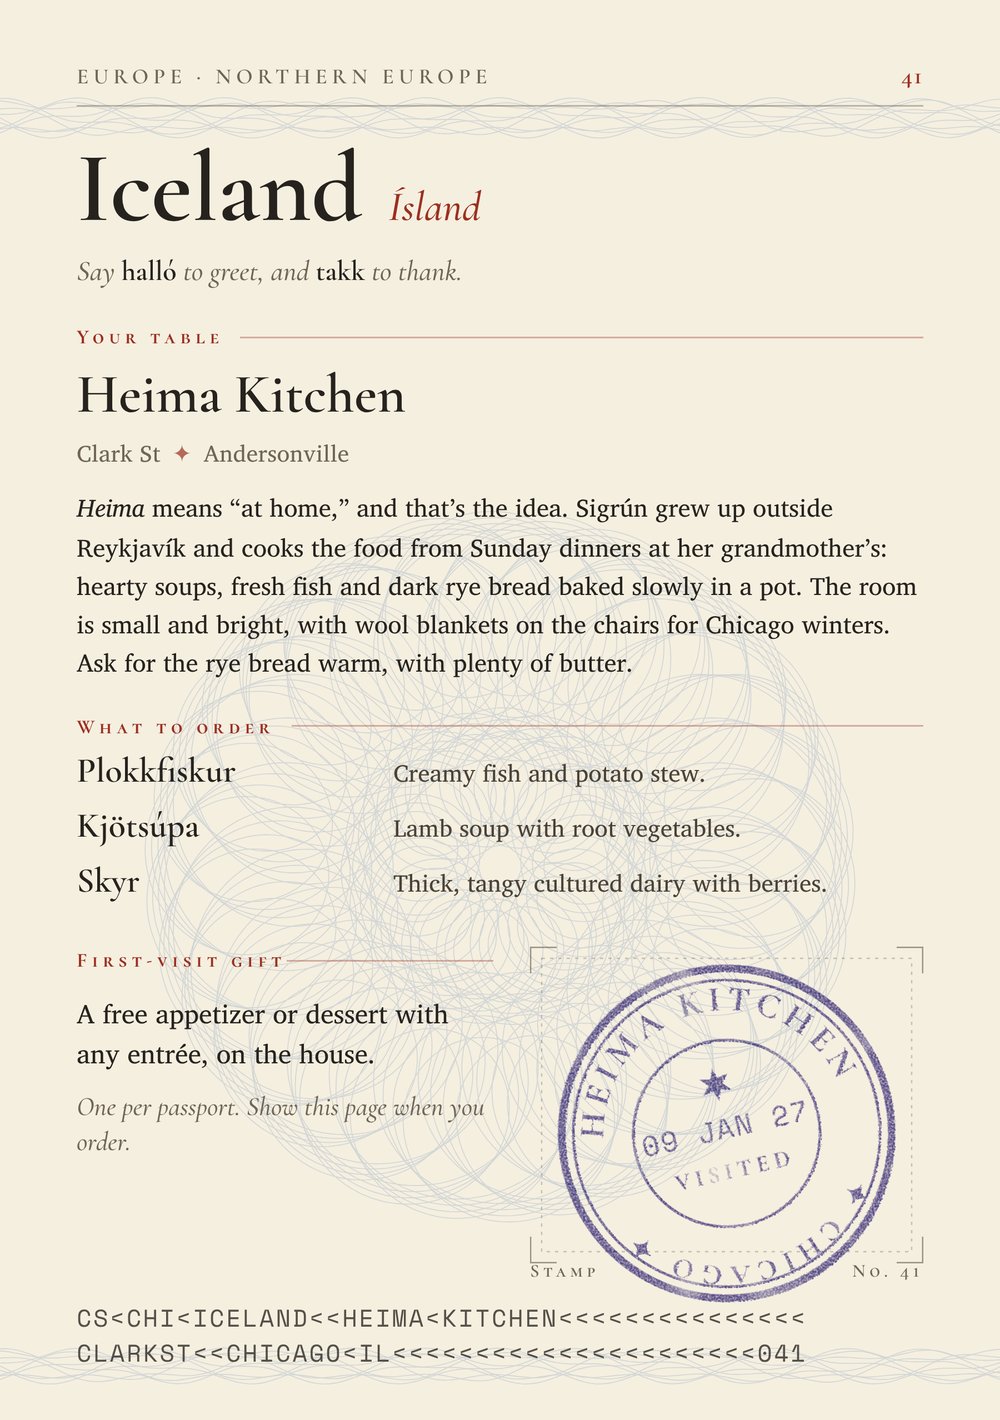 EUROPE · NORTHERN EUROPE 41
Iceland Ísland
Say halló to greet, and takk to thank.
YOUR TABLE
Heima Kitchen
Clark St ✦ Andersonville
Heima means “at home,” and that’s the idea. Sigrún grew up outside
Reykjavík and cooks the food from Sunday dinners at her grandmother’s:
hearty soups, fresh fish and dark rye bread baked slowly in a pot. The room
is small and bright, with wool blankets on the chairs for Chicago winters.
Ask for the rye bread warm, with plenty of butter.
WHAT TO ORDER
Plokkfiskur Creamy fish and potato stew.
Kjötsúpa Lamb soup with root vegetables.
Skyr Thick, tangy cultured dairy with berries.
FIRST-VISIT GIFT
A free appetizer or dessert with
any entrée, on the house.
One per passport. Show this page when you
order.
HEIMA KITCHEN
09 JAN 27
VISITED
CHICAGO
STAMP No. 41
CS<CHI<ICELAND<<HEIMA<KITCHEN<<<<<<<<<<<<<<<
CLARKST<<CHICAGO<IL<<<<<<<<<<<<<<<<<<<<<<041